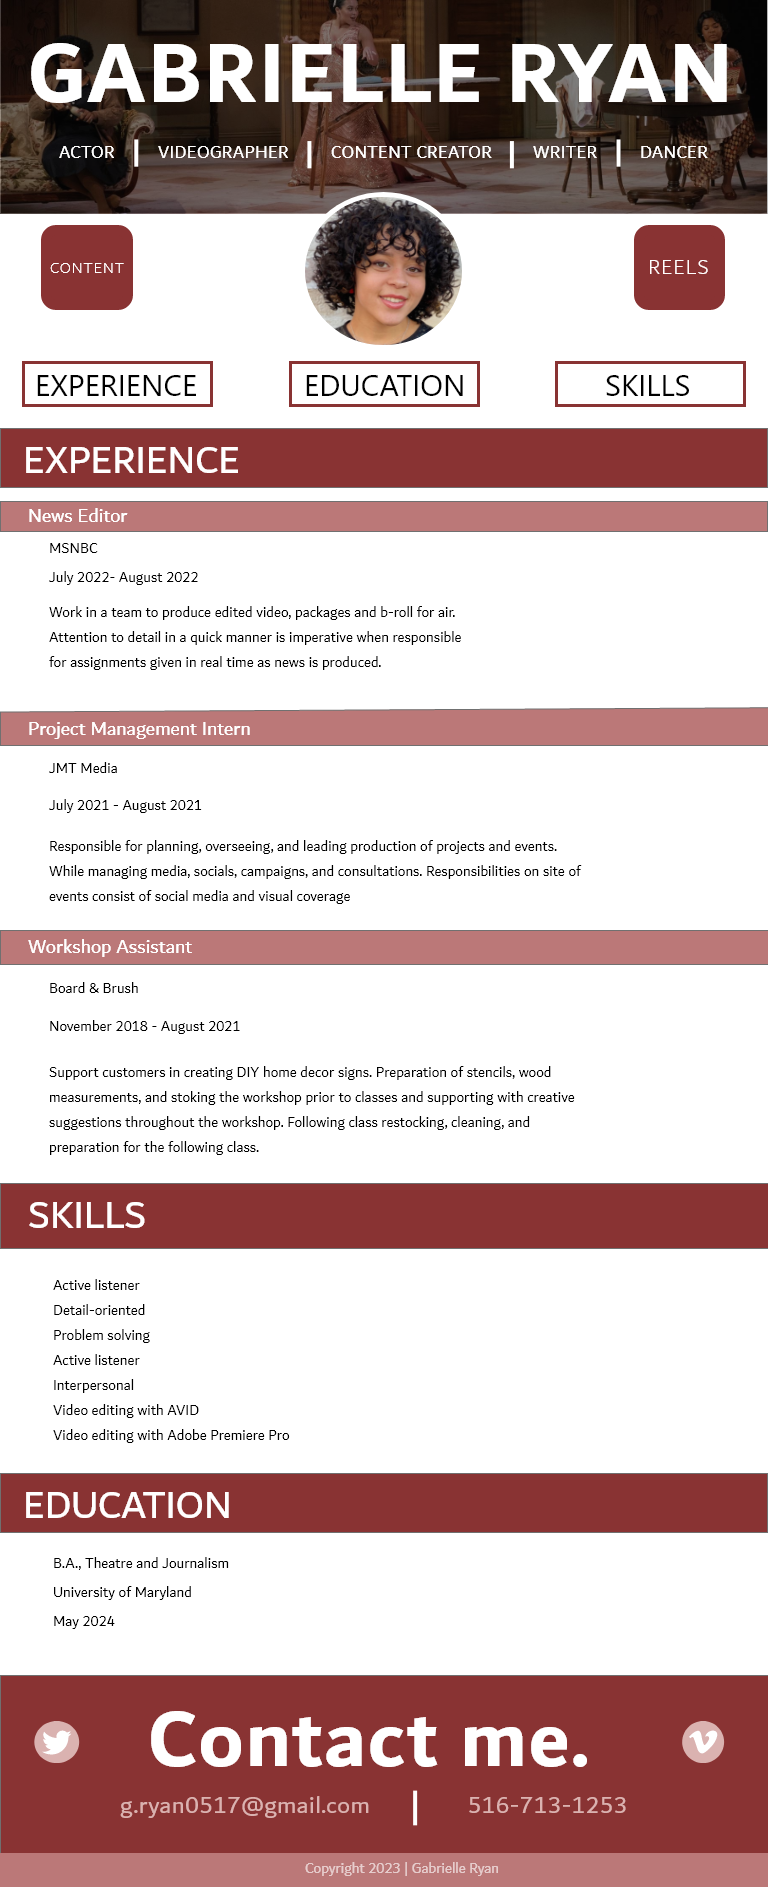 GABRIELLE RYAN
ACTOR | VIDEOGRAPHER | CONTENT CREATOR | WRITER | DANCER
CONTENT
REELS
EXPERIENCE
EDUCATION
SKILLS
EXPERIENCE
News Editor
MSNBC
July 2022- August 2022
Work in a team to produce edited video, packages and b-roll for air.
Attention to detail in a quick manner is imperative when responsible
for assignments given in real time as news is produced.
Project Management Intern
JMT Media
July 2021 - August 2021
Responsible for planning, overseeing, and leading production of projects and events.
While managing media, socials, campaigns, and consultations. Responsibilities on site of
events consist of social media and visual coverage
Workshop Assistant
Board & Brush
November 2018 - August 2021
Support customers in creating DIY home decor signs. Preparation of stencils, wood
measurements, and stoking the workshop prior to classes and supporting with creative
suggestions throughout the workshop. Following class restocking, cleaning, and
preparation for the following class.
SKILLS
Active listener
Detail-oriented
Problem solving
Active listener
Interpersonal
Video editing with AVID
Video editing with Adobe Premiere Pro
EDUCATION
B.A., Theatre and Journalism
University of Maryland
May 2024
Contact me.
g.ryan0517@gmail.com | 516-713-1253
Copyright 2023 | Gabrielle Ryan